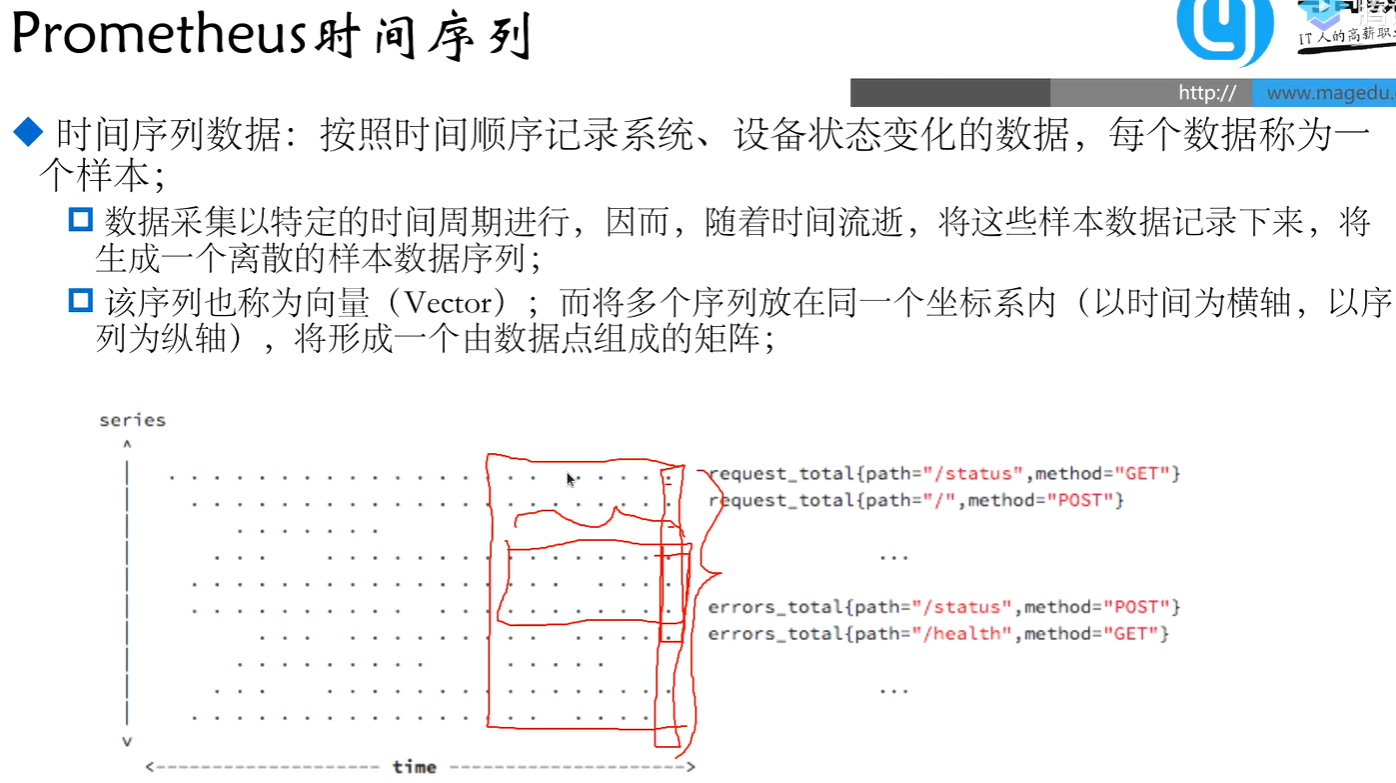 Prometheus时间序列
IT人的高薪职业
http://
www.magedu.
时间序列数据：按照时间顺序记录系统、设备状态变化的数据，每个数据称为一
个样本；
数据采集以特定的时间周期进行，因而，随着时间流逝，将这些样本数据记录下来，将
生成一个离散的样本数据序列；
该序列也称为向量（Vector）；而将多个序列放在同一个坐标系内（以时间为横轴，以序
列为纵轴），将形成一个由数据点组成的矩阵；
series
request_total{path="/status",method="GET"}
request_total{path="/",method="POST"}
...
errors_total{path="/status",method="POST"}
errors_total{path="/health",method="GET"}
...
time